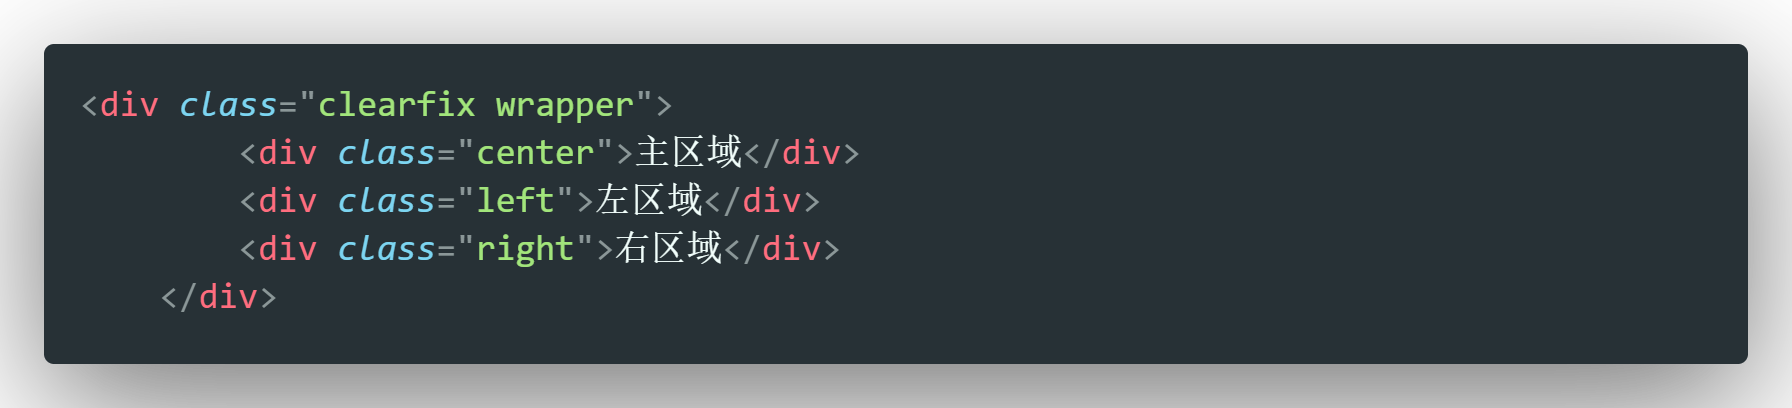 <div class="clearfix wrapper">
        <div class="center">主区域</div>
        <div class="left">左区域</div>
        <div class="right">右区域</div>
    </div>